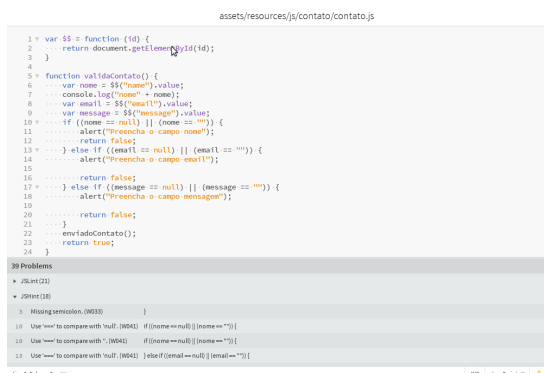 assets/resources/js/contato/contato.js
1 var $$ = function (id) {
2 return document.getElementById(id);
3 }
4
5 function validaContato() {
6 var nome = $$("name").value;
7 console.log("nome" + nome);
8 var email = $$("email").value;
9 var message = $$("message").value;
10 if ((nome == null) || (nome == "")) {
11 alert("Preencha o campo nome");
12 return false;
13 } else if ((email == null) || (email == "")) {
14 alert("Preencha o campo email");
15
16 return false;
17 } else if ((message == null) || (message == "")) {
18 alert("Preencha o campo mensagem");
19
20 return false;
21 }
22 enviadoContato();
23 return true;
24 }
39 Problems
JSLint (21)
JSHint (18)
3 Missing semicolon. (W033) }
10 Use '===' to compare with 'null'. (W041) if ((nome == null) || (nome == "")) {
10 Use '===' to compare with ''. (W041) if ((nome == null) || (nome == "")) {
13 Use '===' to compare with 'null'. (W041) } else if ((email == null) || (email == "")) {